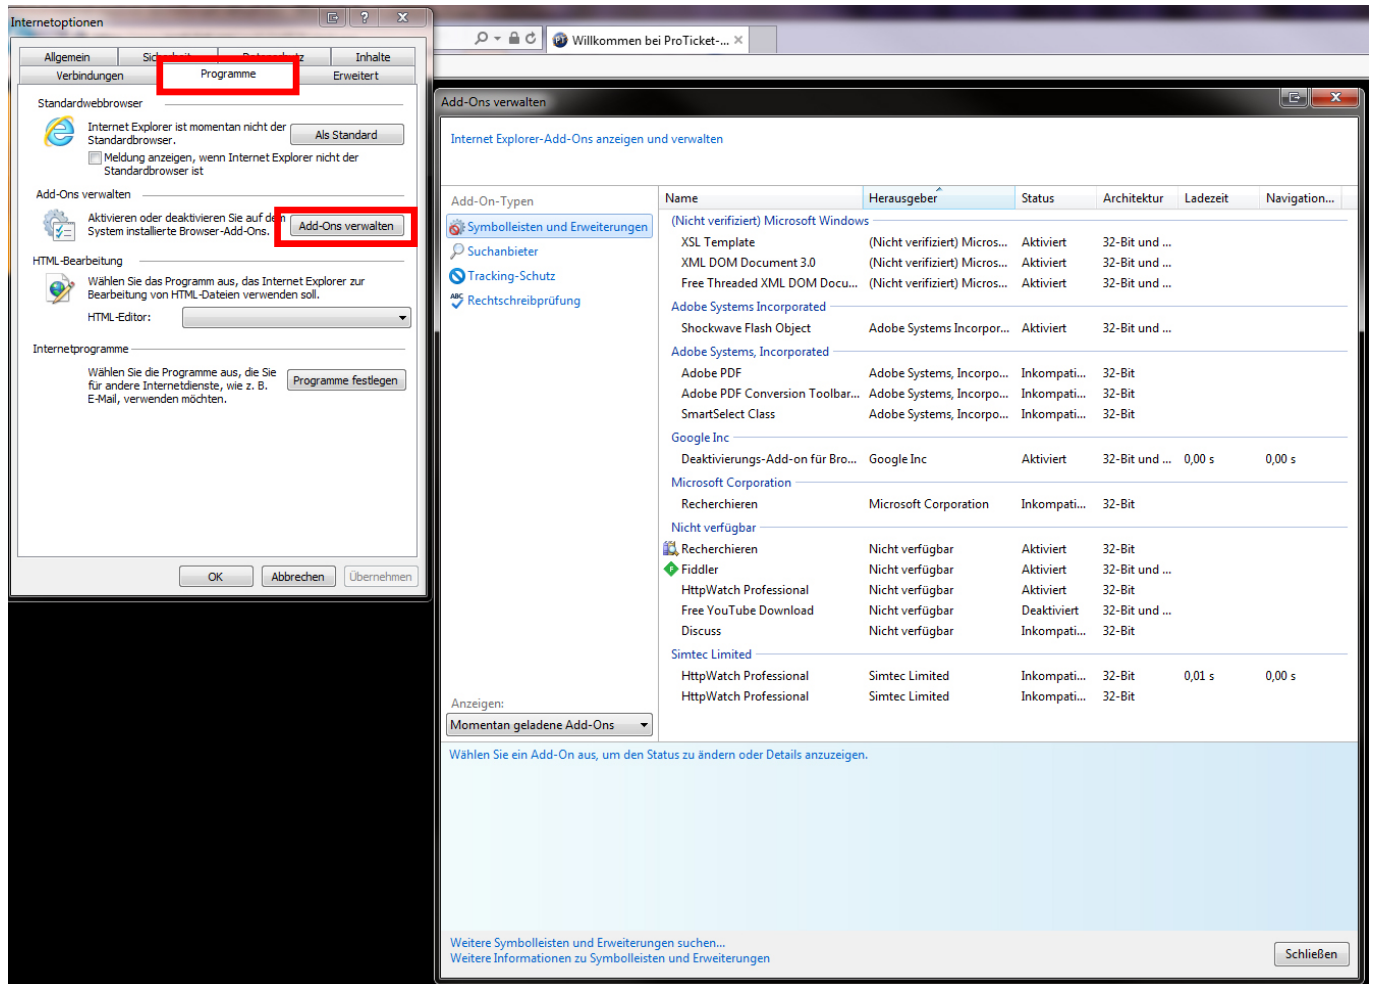 Internetoptionen
Allgemein
Inhalte
Verbindungen
Programme
Erweitert
Standardwebbrowser
Internet Explorer ist momentan nicht der
Standardbrowser.
Als Standard
Meldung anzeigen, wenn Internet Explorer nicht der
Standardbrowser ist
Add-Ons verwalten
Aktivieren oder deaktivieren Sie auf dem
System installierte Browser-Add-Ons.
Add-Ons verwalten
HTML-Bearbeitung
Wählen Sie das Programm aus, das Internet Explorer zur
Bearbeitung von HTML-Dateien verwenden soll.
HTML-Editor:
Internetprogramme
Wählen Sie die Programme aus, die Sie
für andere Internetdienste, wie z. B.
E-Mail, verwenden möchten.
Programme festlegen
OK Abbrechen Übernehmen
Willkommen bei ProTicket-...
Add-Ons verwalten
Internet Explorer-Add-Ons anzeigen und verwalten
Add-On-Typen
Symbolleisten und Erweiterungen
Suchanbieter
Tracking-Schutz
Rechtschreibprüfung
Anzeigen:
Momentan geladene Add-Ons
Name Herausgeber Status Architektur Ladezeit Navigation...
(Nicht verifiziert) Microsoft Windows
XSL Template (Nicht verifiziert) Micros... Aktiviert 32-Bit und ...
XML DOM Document 3.0 (Nicht verifiziert) Micros... Aktiviert 32-Bit und ...
Free Threaded XML DOM Docu... (Nicht verifiziert) Micros... Aktiviert 32-Bit und ...
Adobe Systems Incorporated
Shockwave Flash Object Adobe Systems Incorpor... Aktiviert 32-Bit und ...
Adobe Systems, Incorporated
Adobe PDF Adobe Systems, Incorpo... Inkompati... 32-Bit
Adobe PDF Conversion Toolbar... Adobe Systems, Incorpo... Inkompati... 32-Bit
SmartSelect Class Adobe Systems, Incorpo... Inkompati... 32-Bit
Google Inc
Deaktivierungs-Add-on für Bro... Google Inc Aktiviert 32-Bit und ... 0,00 s 0,00 s
Microsoft Corporation
Recherchieren Microsoft Corporation Inkompati... 32-Bit
Nicht verfügbar
Recherchieren Nicht verfügbar Aktiviert 32-Bit
Fiddler Nicht verfügbar Aktiviert 32-Bit und ...
HttpWatch Professional Nicht verfügbar Aktiviert 32-Bit
Free YouTube Download Nicht verfügbar Deaktiviert 32-Bit und ...
Discuss Nicht verfügbar Inkompati... 32-Bit
Simtec Limited
HttpWatch Professional Simtec Limited Inkompati... 32-Bit 0,01 s 0,00 s
HttpWatch Professional Simtec Limited Inkompati... 32-Bit
Wählen Sie ein Add-On aus, um den Status zu ändern oder Details anzuzeigen.
Weitere Symbolleisten und Erweiterungen suchen...
Weitere Informationen zu Symbolleisten und Erweiterungen
Schließen